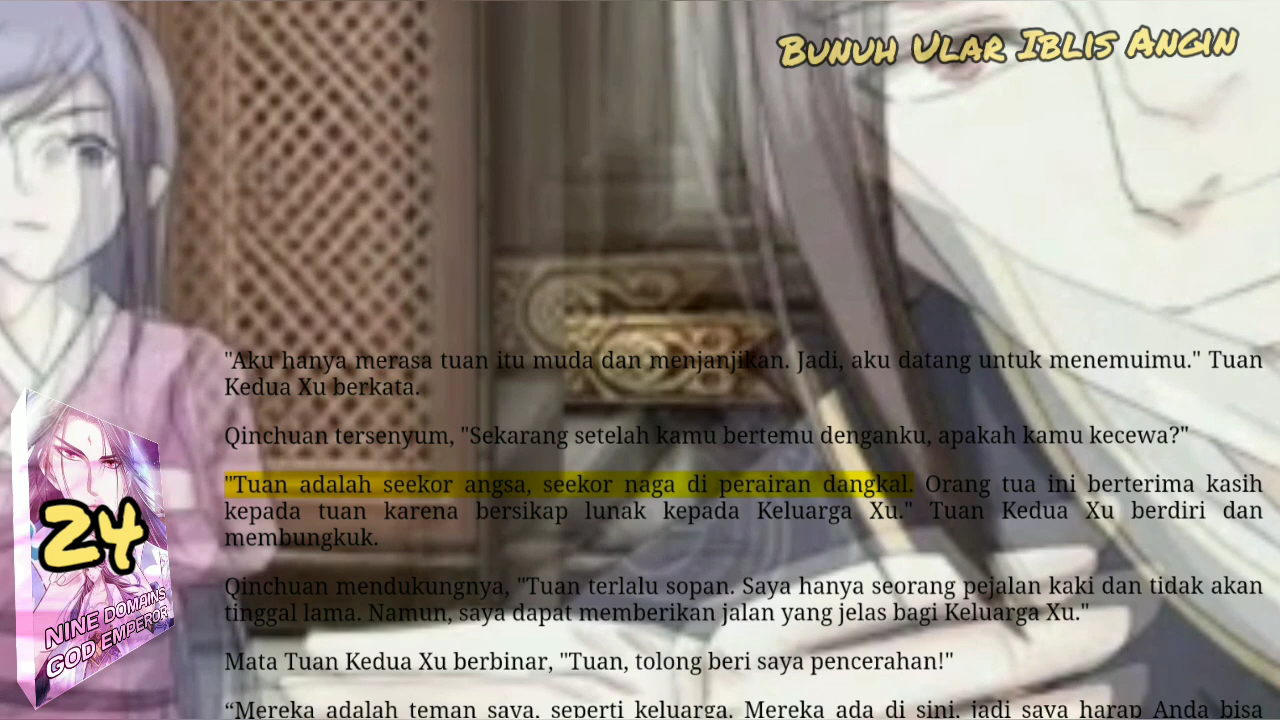 Bunuh Ular Iblis Angin
"Aku hanya merasa tuan itu muda dan menjanjikan. Jadi, aku datang untuk menemuimu." Tuan
Kedua Xu berkata.
Qinchuan tersenyum, "Sekarang setelah kamu bertemu denganku, apakah kamu kecewa?"
"Tuan adalah seekor angsa, seekor naga di perairan dangkal. Orang tua ini berterima kasih
kepada tuan karena bersikap lunak kepada Keluarga Xu." Tuan Kedua Xu berdiri dan
membungkuk.
Qinchuan mendukungnya, "Tuan terlalu sopan. Saya hanya seorang pejalan kaki dan tidak akan
tinggal lama. Namun, saya dapat memberikan jalan yang jelas bagi Keluarga Xu."
Mata Tuan Kedua Xu berbinar, "Tuan, tolong beri saya pencerahan!"
“Mereka adalah teman saya, seperti keluarga. Mereka ada di sini, jadi saya harap Anda bisa
24
NINE DOMAINS
GOD EMPEROR